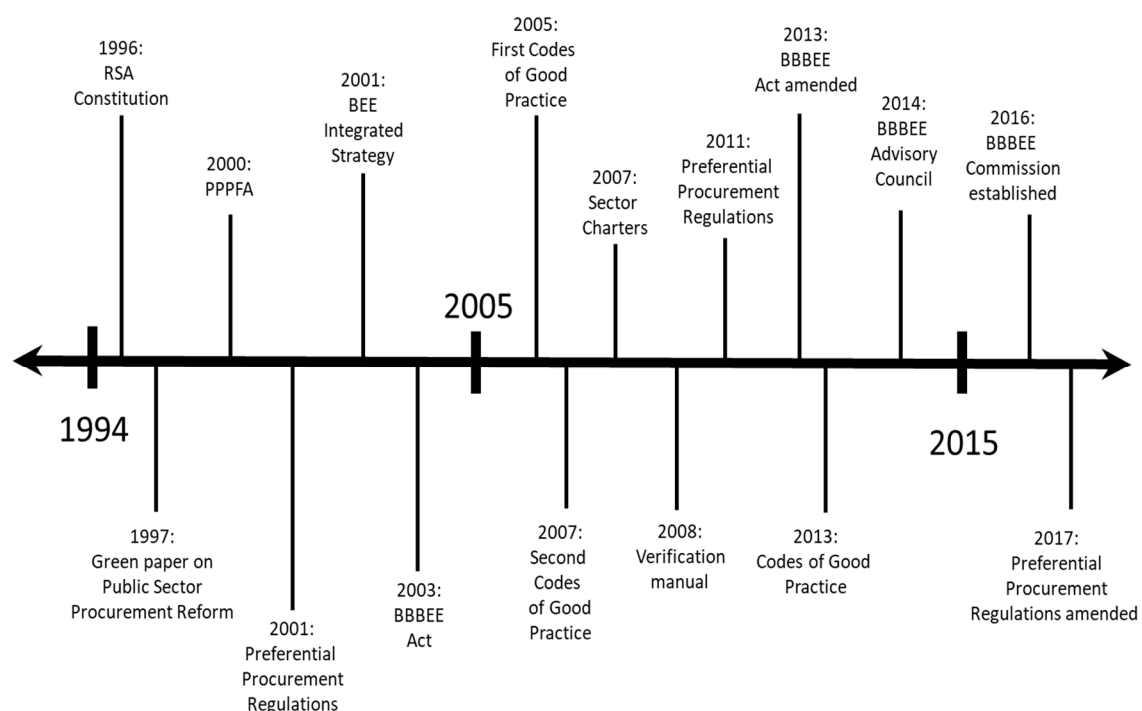 1996:
RSA
Constitution
2000:
PPPFA
2001:
BEE
Integrated
Strategy
2005:
First Codes
of Good
Practice
2007:
Sector
Charters
2011:
Preferential
Procurement
Regulations
2013:
BBBEE
Act amended
2014:
BBBEE
Advisory
Council
2016:
BBBEE
Commission
established
1994
2005
2015
1997:
Green paper on
Public Sector
Procurement Reform
2001:
Preferential
Procurement
Regulations
2003:
BBBEE
Act
2007:
Second
Codes
of Good
Practice
2008:
Verification
manual
2013:
Codes of Good
Practice
2017:
Preferential
Procurement
Regulations amended